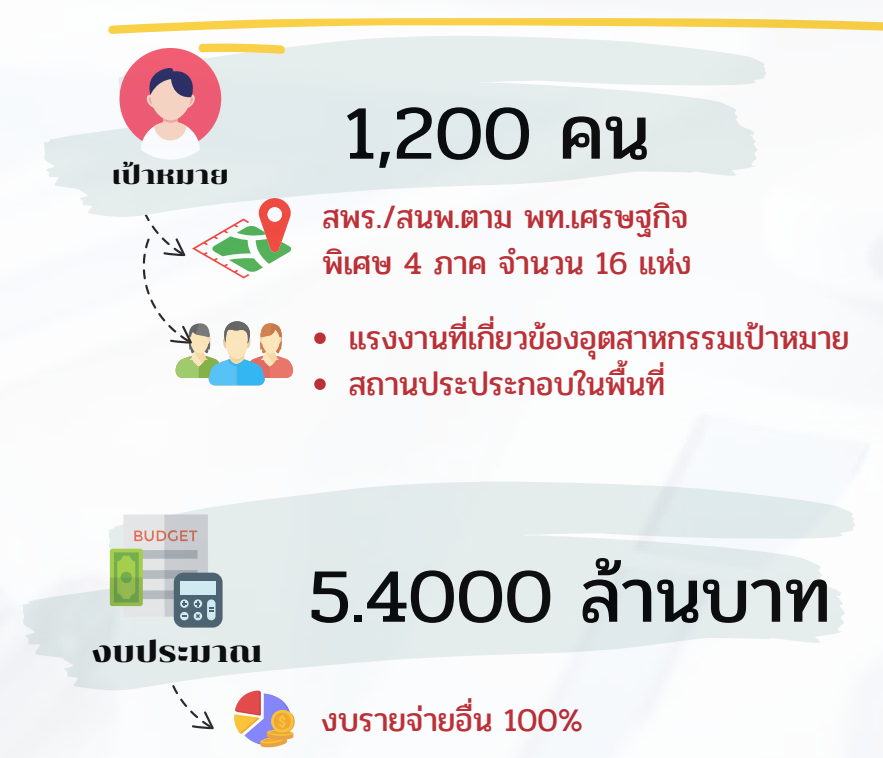 1,200 คน
เป้าหมาย
สพร./สนพ.ตาม พท.เศรษฐกิจ
พิเศษ 4 ภาค จำนวน 16 แห่ง
• แรงงานที่เกี่ยวข้องอุตสาหกรรมเป้าหมาย
• สถานประประกอบในพื้นที่
BUDGET
5.4000 ล้านบาท
งบประมาณ
งบรายจ่ายอื่น 100%